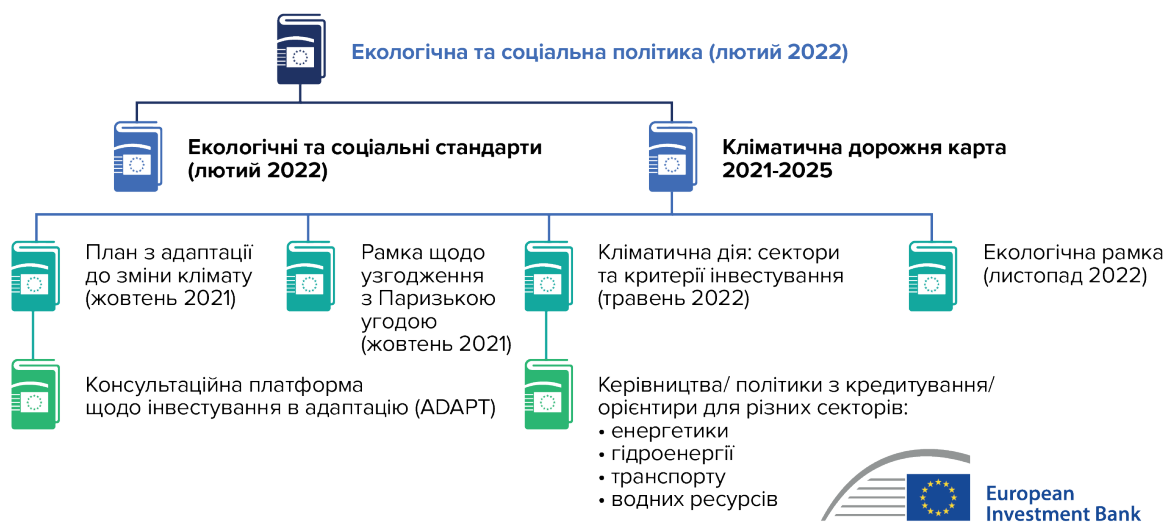 Екологічна та соціальна політика (лютий 2022)
Екологічні та соціальні стандарти
(лютий 2022)
Кліматична дорожня карта
2021-2025
План з адаптації
до зміни клімату
(жовтень 2021)
Рамка щодо
узгодження
з Паризькою
угодою
(жовтень 2021)
Кліматична дія: сектори
та критерії інвестування
(травень 2022)
Екологічна рамка
(листопад 2022)
Консультаційна платформа
щодо інвестування в адаптацію (ADAPT)
Керівництва/ політики з кредитування/
орієнтири для різних секторів:
• енергетики
• гідроенергії
• транспорту
• водних ресурсів
European
Investment Bank